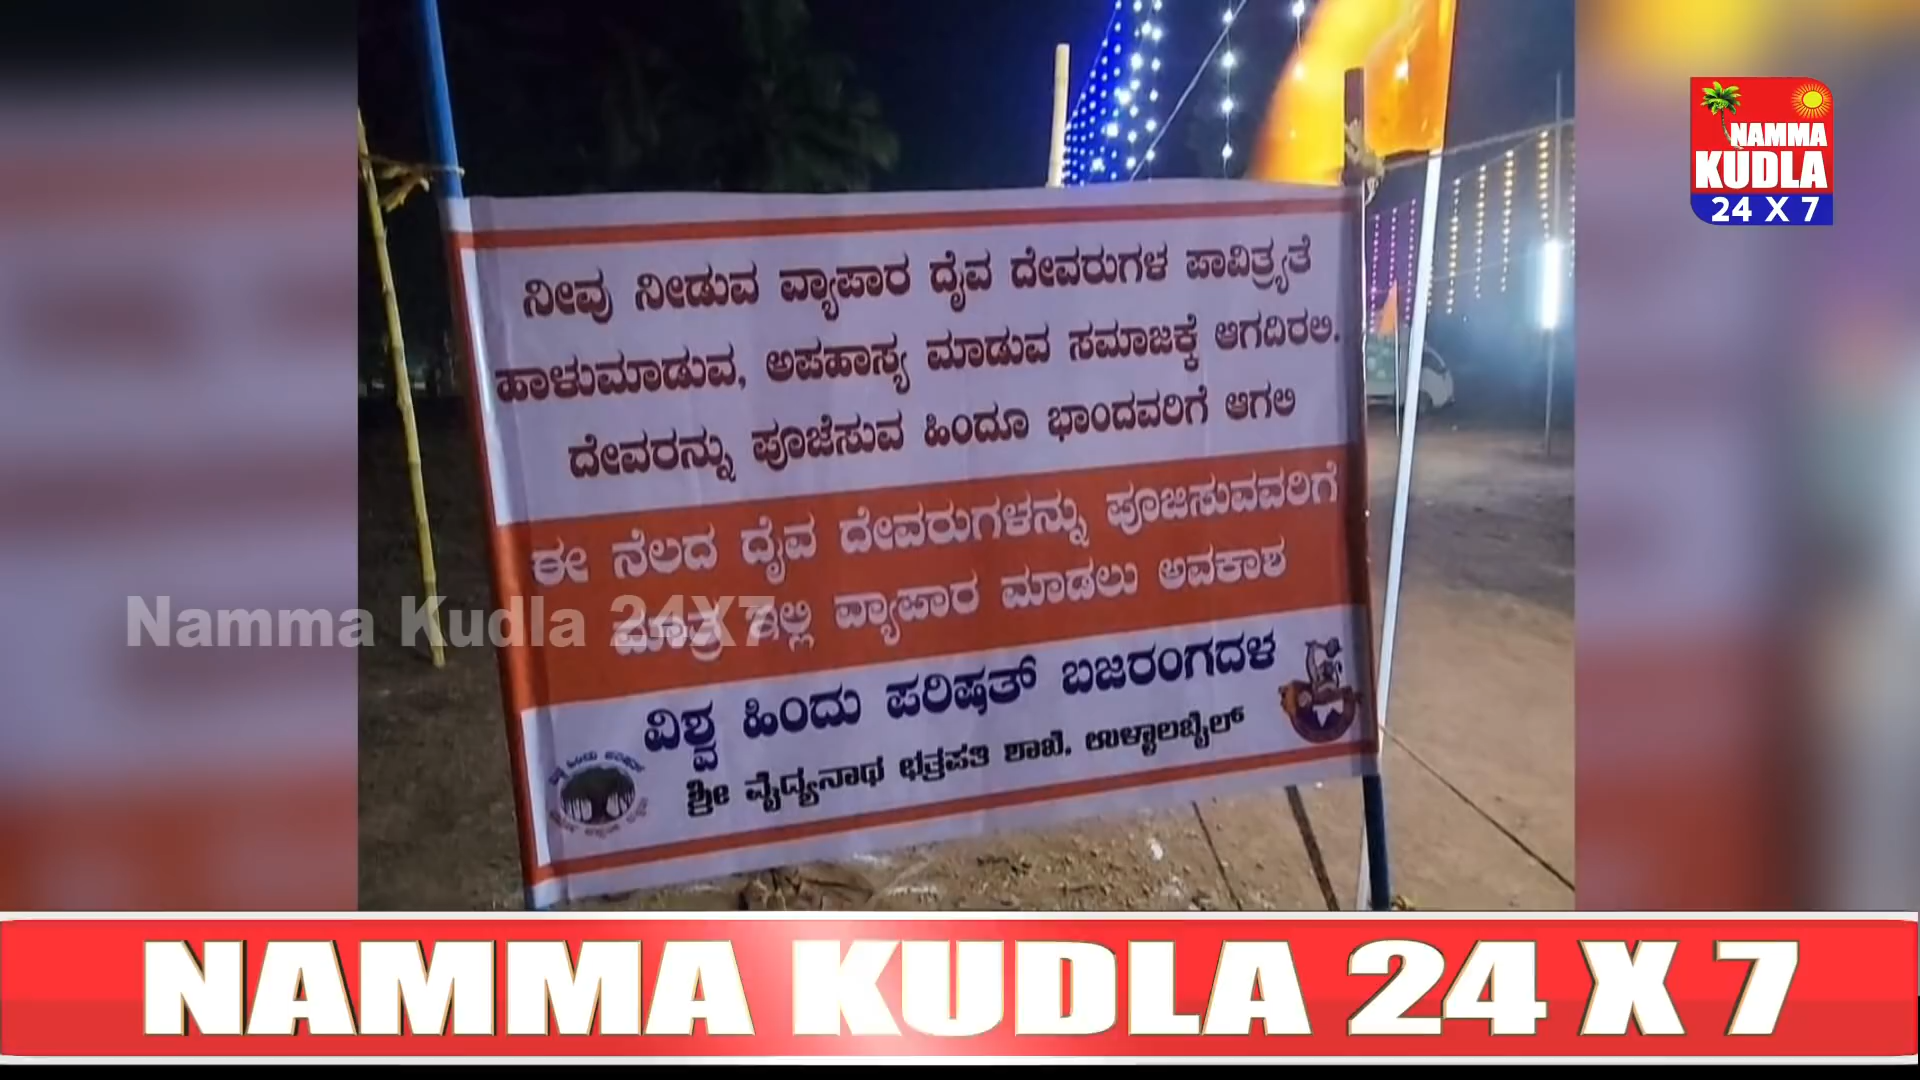 NAMMA
KUDLA
24 X 7
ನೀವು ನೀಡುವ ವ್ಯಾಪಾರ ದೈವ ದೇವರುಗಳ ಪಾವಿತ್ರ್ಯತೆ
ಹಾಳುಮಾಡುವ, ಅಪಹಾಸ್ಯ ಮಾಡುವ ಸಮಾಜಕ್ಕೆ ಆಗದಿರಲಿ.
ದೇವರನ್ನು ಪೂಜೆಸುವ ಹಿಂದೂ ಭಾಂದವರಿಗೆ ಆಗಲಿ
ಈ ನೆಲದ ದೈವ ದೇವರುಗಳನ್ನು ಪೂಜಿಸುವವರಿಗೆ
ಮಾತ್ರ ಇಲ್ಲಿ ವ್ಯಾಪಾರ ಮಾಡಲು ಅವಕಾಶ
Namma Kudla 24X7
ವಿಶ್ವ ಹಿಂದು ಪರಿಷತ್ ಬಜರಂಗದಳ
ಶ್ರೀ ವೈದ್ಯನಾಥ ಛತ್ರಪತಿ ಶಾಖೆ. ಉಳ್ಳಾಲಬೈಲ್
NAMMA KUDLA 24 X 7